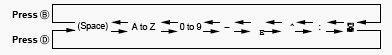 Press Ⓑ
(Space) A to Z 0 to 9 – E ^ :
Press Ⓓ